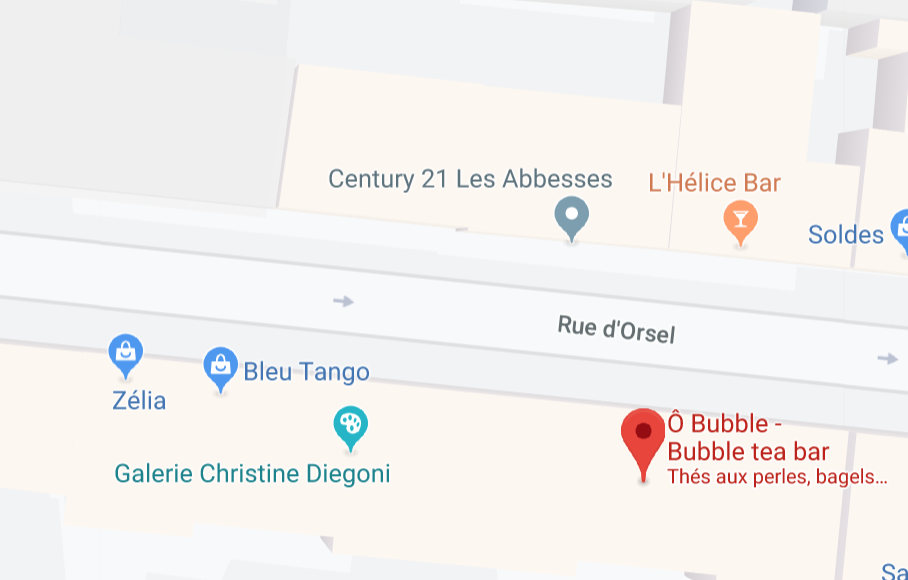 Century 21 Les Abbesses
L'Hélice Bar
Soldes
Rue d'Orsel
Zélia
Bleu Tango
Galerie Christine Diegoni
Ô Bubble -
Bubble tea bar
Thés aux perles, bagels...
Sa